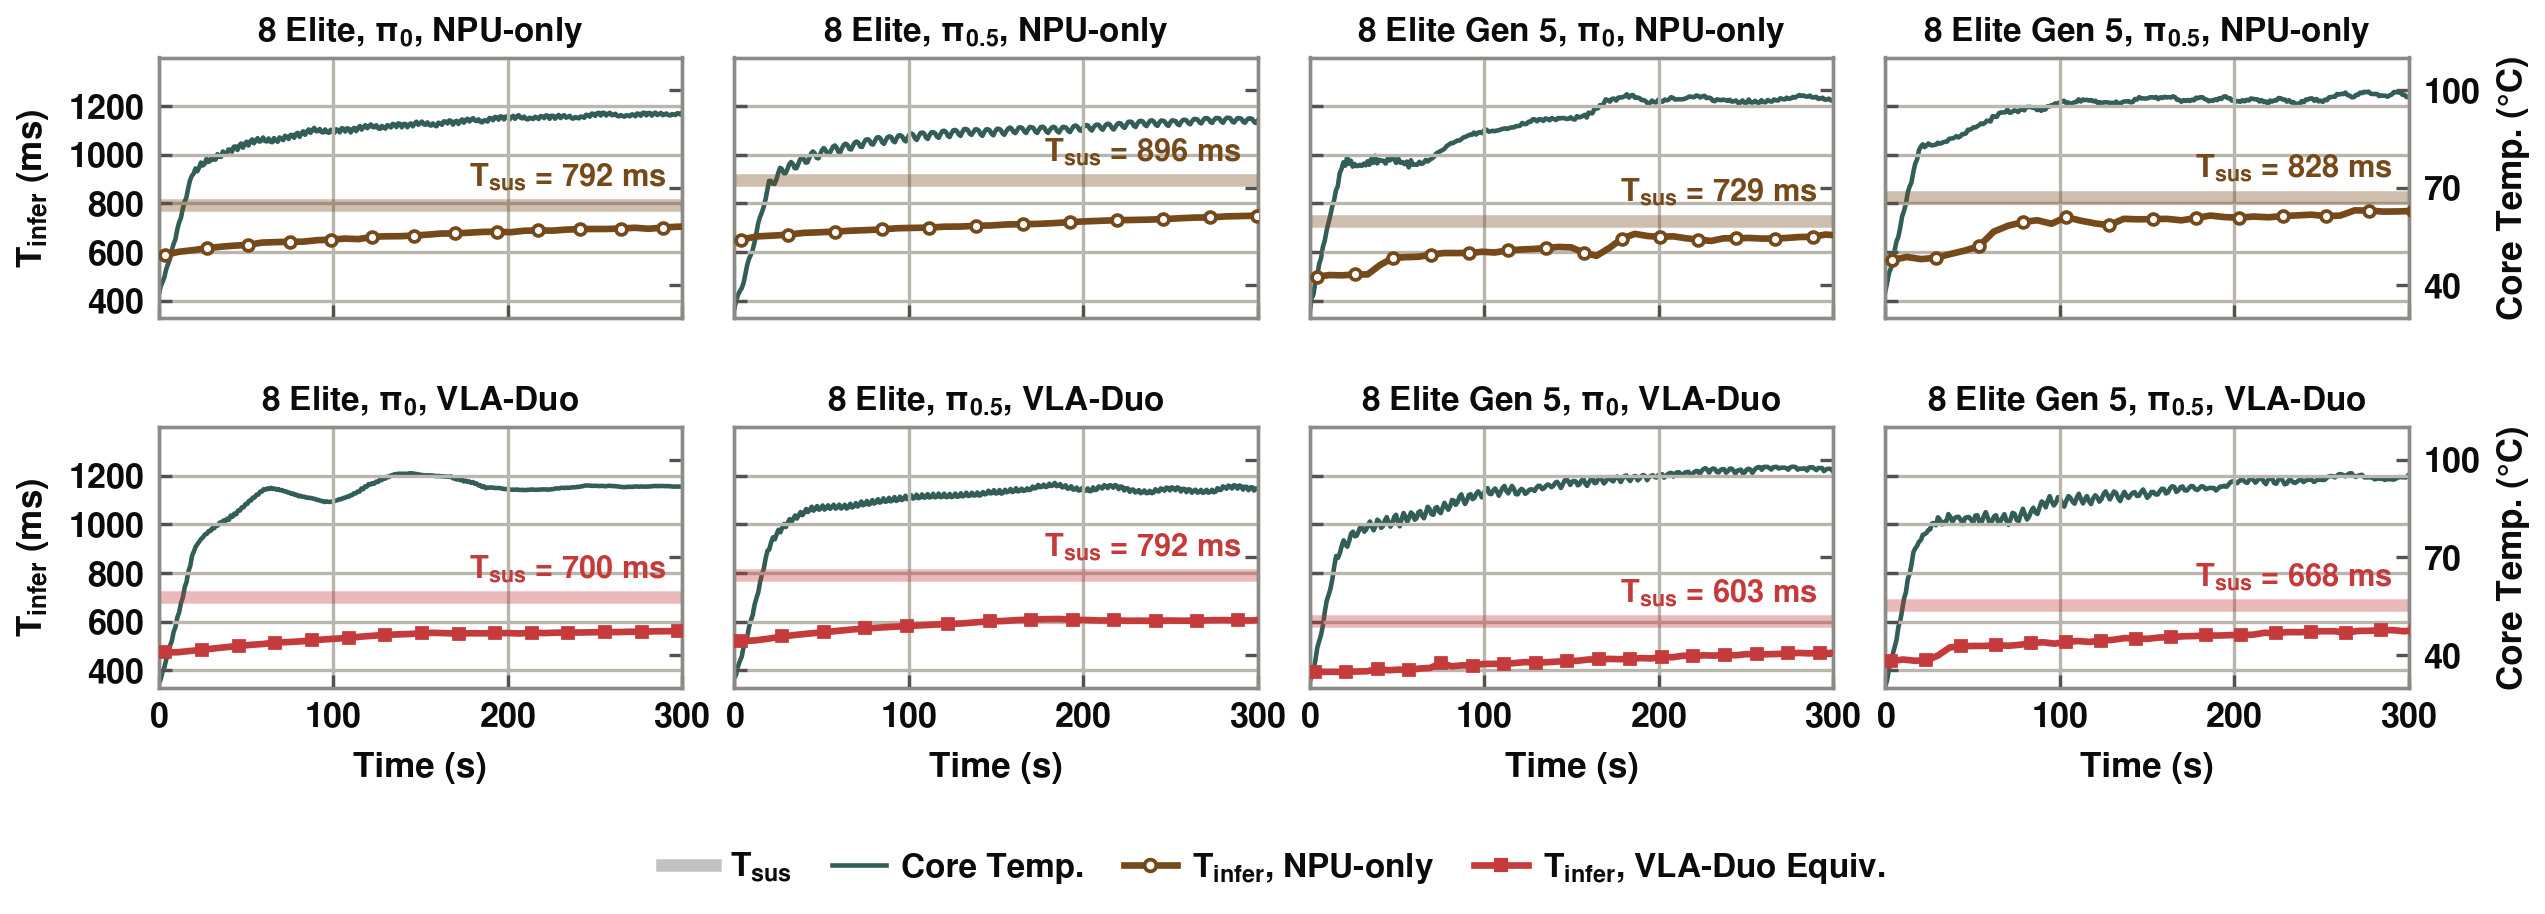 8 Elite, π0, NPU-only
8 Elite, π0.5, NPU-only
8 Elite Gen 5, π0, NPU-only
8 Elite Gen 5, π0.5, NPU-only
Tinfer (ms)
1200
1000
800
600
400
Tsus = 792 ms
Tsus = 896 ms
Tsus = 729 ms
Tsus = 828 ms
100
70
40
Core Temp. (°C)
8 Elite, π0, VLA-Duo
8 Elite, π0.5, VLA-Duo
8 Elite Gen 5, π0, VLA-Duo
8 Elite Gen 5, π0.5, VLA-Duo
Tinfer (ms)
1200
1000
800
600
400
Tsus = 700 ms
Tsus = 792 ms
Tsus = 603 ms
Tsus = 668 ms
100
70
40
Core Temp. (°C)
0 100 200 300
0 100 200 300
0 100 200 300
0 100 200 300
Time (s)
Time (s)
Time (s)
Time (s)
Tsus
Core Temp.
Tinfer, NPU-only
Tinfer, VLA-Duo Equiv.